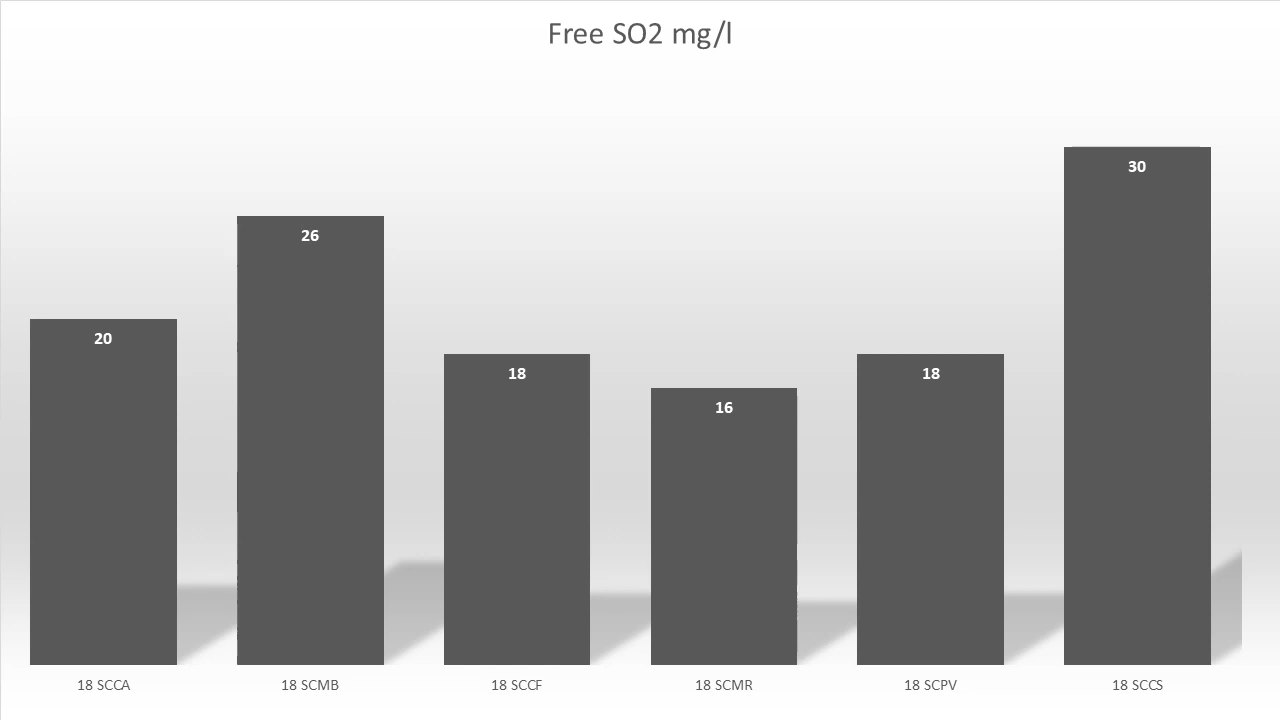 Free SO2 mg/l
30
26
20
18
18
16
18 SCCA
18 SCMB
18 SCCF
18 SCMR
18 SCPV
18 SCCS